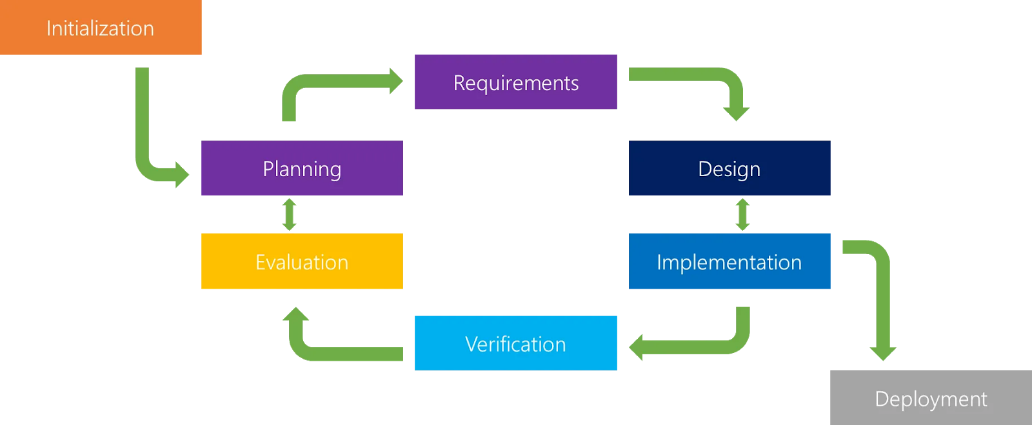 Initialization
Requirements
Planning
Design
Evaluation
Implementation
Verification
Deployment